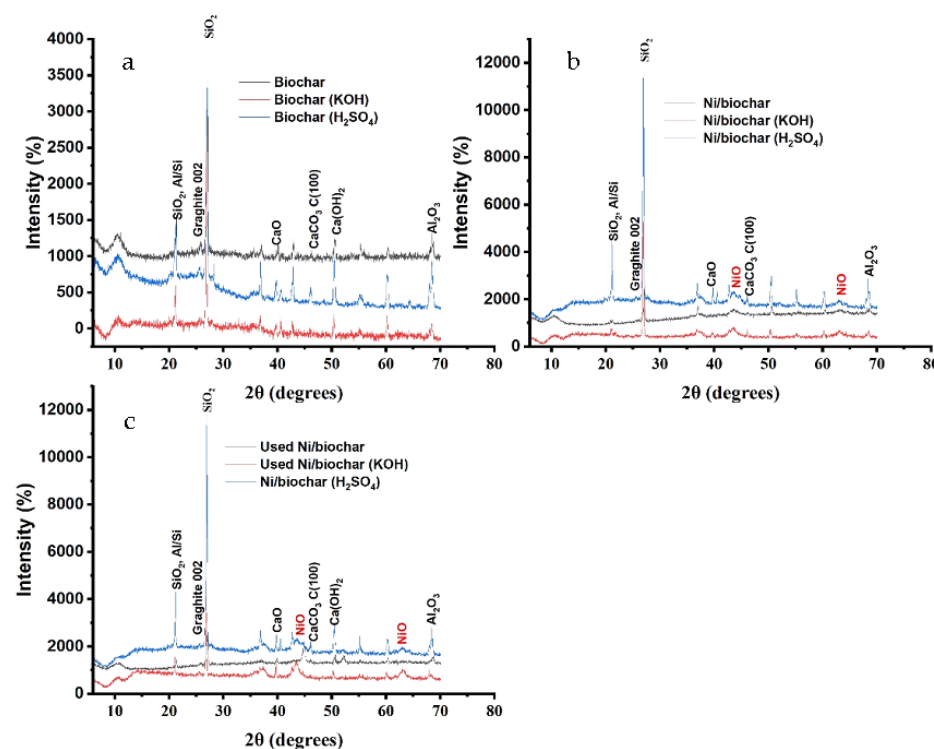 a
SiO2
4000
3500
3000
2500
2000
1500
1000
500
0
Intensity (%)
Biochar
Biochar (KOH)
Biochar (H2SO4)
SiO2, Al/Si
Graghite 002
CaO
CaCO3 C(100)
Ca(OH)2
Al2O3
10 20 30 40 50 60 70 80
2θ (degrees)
b
SiO2
12000
10000
8000
6000
4000
2000
0
Intensity (%)
Ni/biochar
Ni/biochar (KOH)
Ni/biochar (H2SO4)
SiO2, Al/Si
Graghite 002
CaO
NiO
CaCO3 C(100)
NiO
Al2O3
10 20 30 40 50 60 70 80
2θ (degrees)
c
SiO2
12000
10000
8000
6000
4000
2000
0
Intensity (%)
Used Ni/biochar
Used Ni/biochar (KOH)
Ni/biochar (H2SO4)
SiO2, Al/Si
Graghite 002
CaO
NiO
CaCO3 C(100)
Ca(OH)2
NiO
Al2O3
10 20 30 40 50 60 70 80
2θ (degrees)